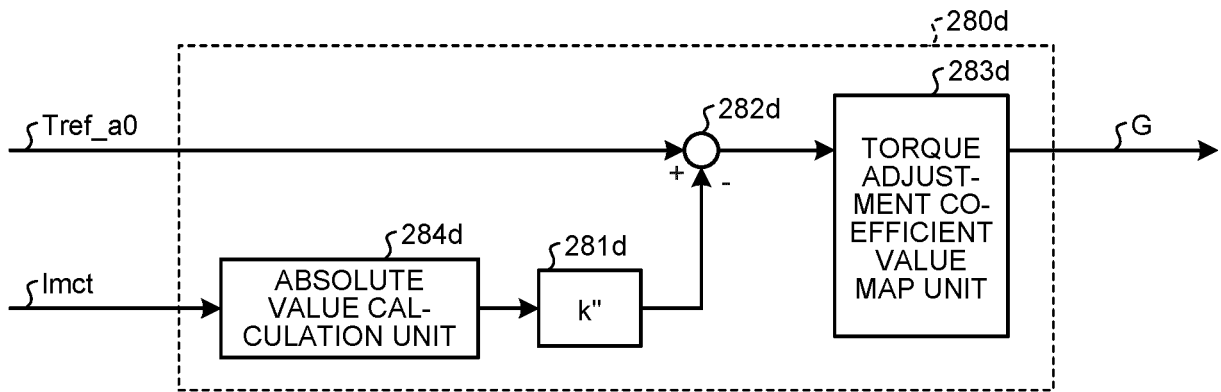 280d
283d
282d
Tref_a0
G
+
-
TORQUE
ADJUST-
MENT CO-
EFFICIENT
VALUE
MAP UNIT
284d
281d
Imct
ABSOLUTE
VALUE CAL-
CULATION UNIT
k"